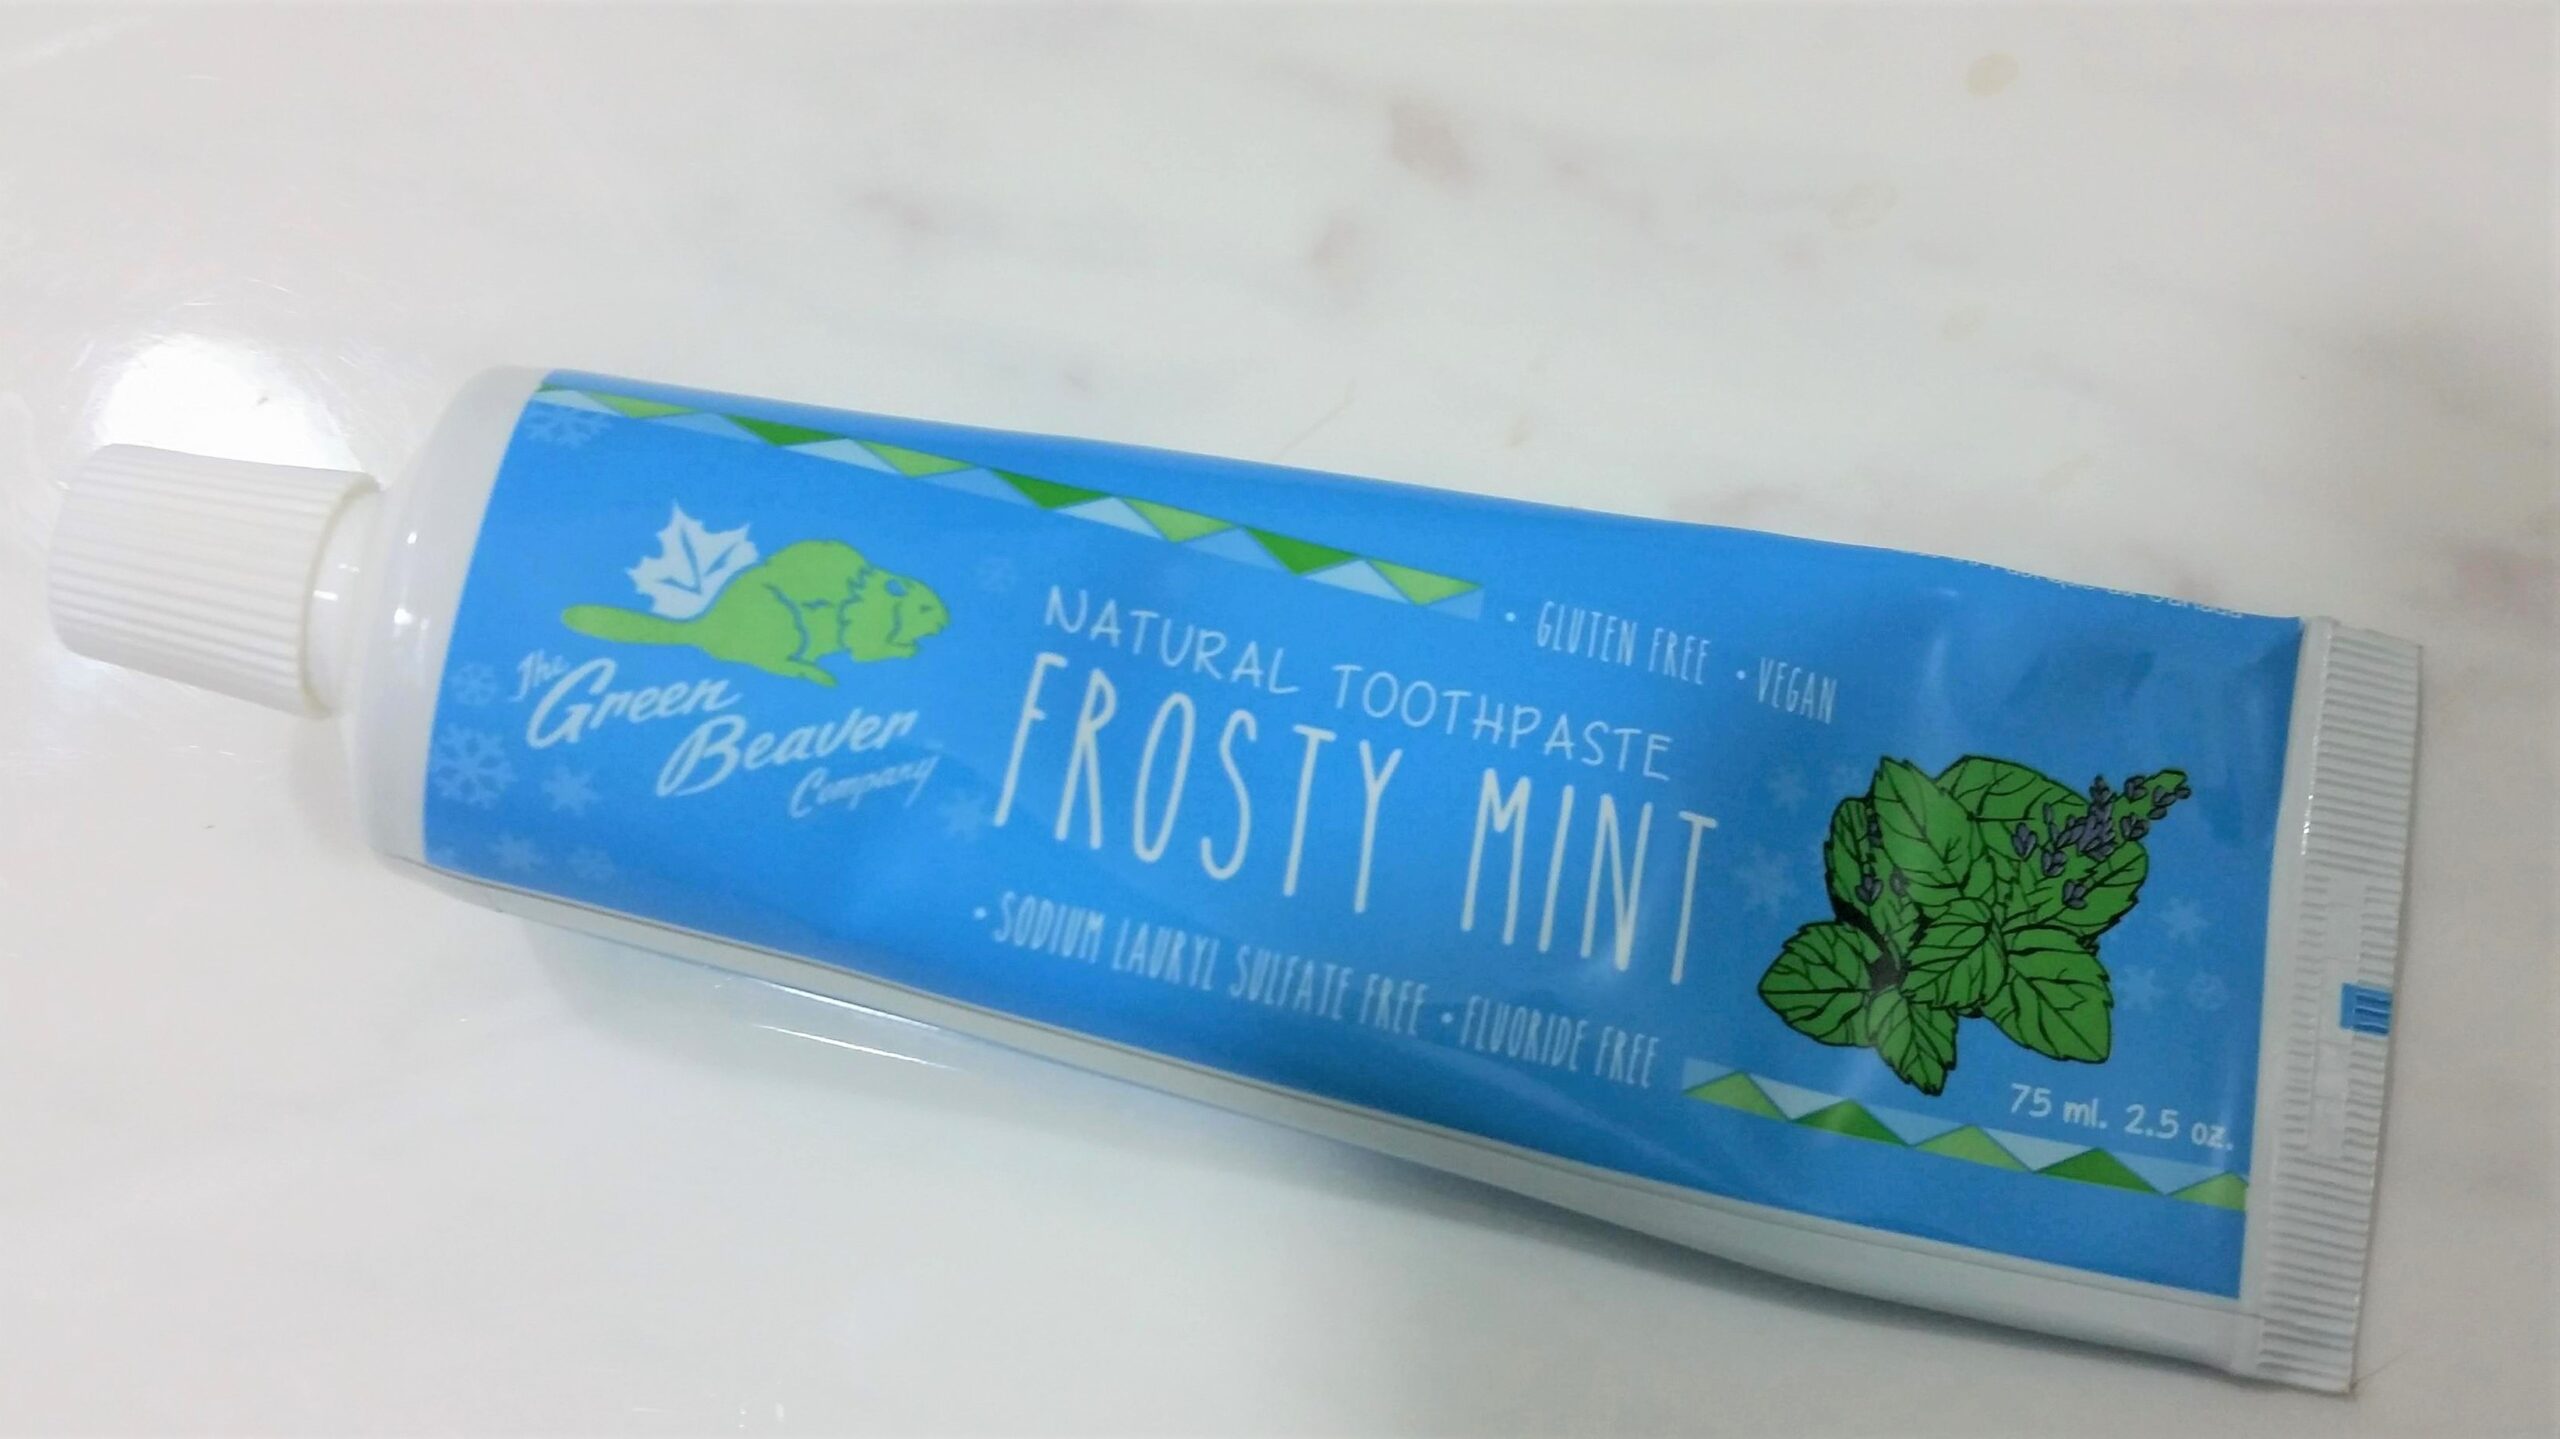 The
Green
Beaver
Company
• GLUTEN FREE • VEGAN
NATURAL TOOTHPASTE
FROSTY MINT
• SODIUM LAURYL SULFATE FREE • FLUORIDE FREE
75 ml. 2.5 oz.